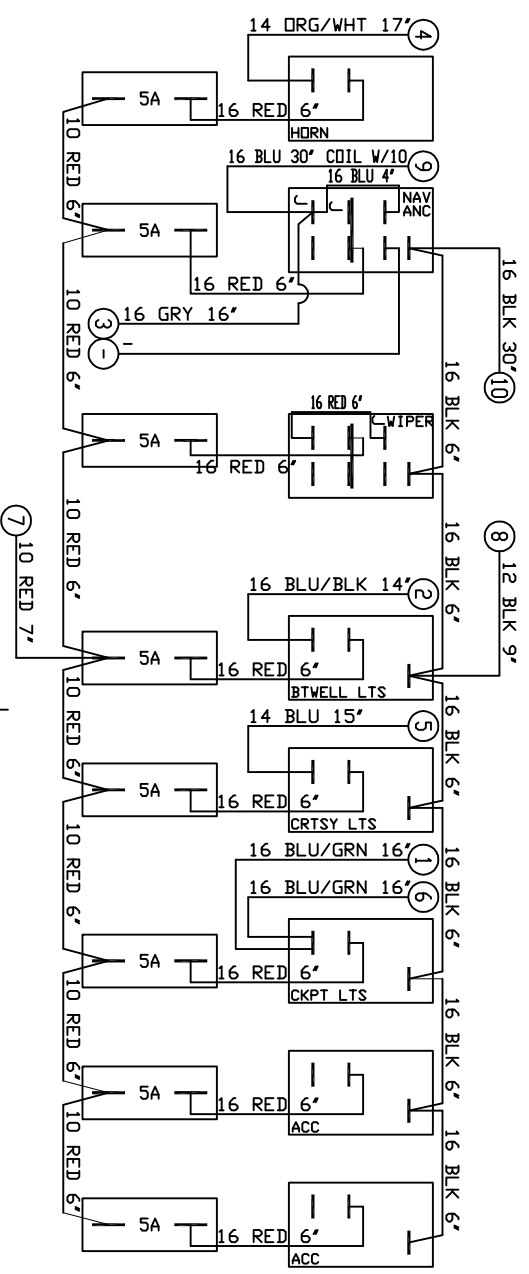 14 ORG/WHT 17"
4
5A
16 RED 6"
HORN
10 RED 6"
16 BLU 30" COIL W/10
9
16 BLU 4"
NAV
ANC
5A
16 RED 6"
16 GRY 16"
3
-
-
16 BLK 30"
10
10 RED 6"
16 BLK 6"
16 RED 6"
WIPER
5A
16 RED 6"
10 RED 6"
16 BLK 6"
7
10 RED 7"
8
12 BLK 9"
16 BLU/BLK 14"
2
5A
16 RED 6"
BTWELL LTS
10 RED 6"
16 BLK 6"
14 BLU 15"
5
5A
16 RED 6"
CRTSY LTS
10 RED 6"
16 BLK 6"
16 BLU/GRN 16"
1
16 BLU/GRN 16"
6
5A
16 RED 6"
CKPT LTS
10 RED 6"
16 BLK 6"
5A
16 RED 6"
ACC
10 RED 6"
16 BLK 6"
5A
16 RED 6"
ACC